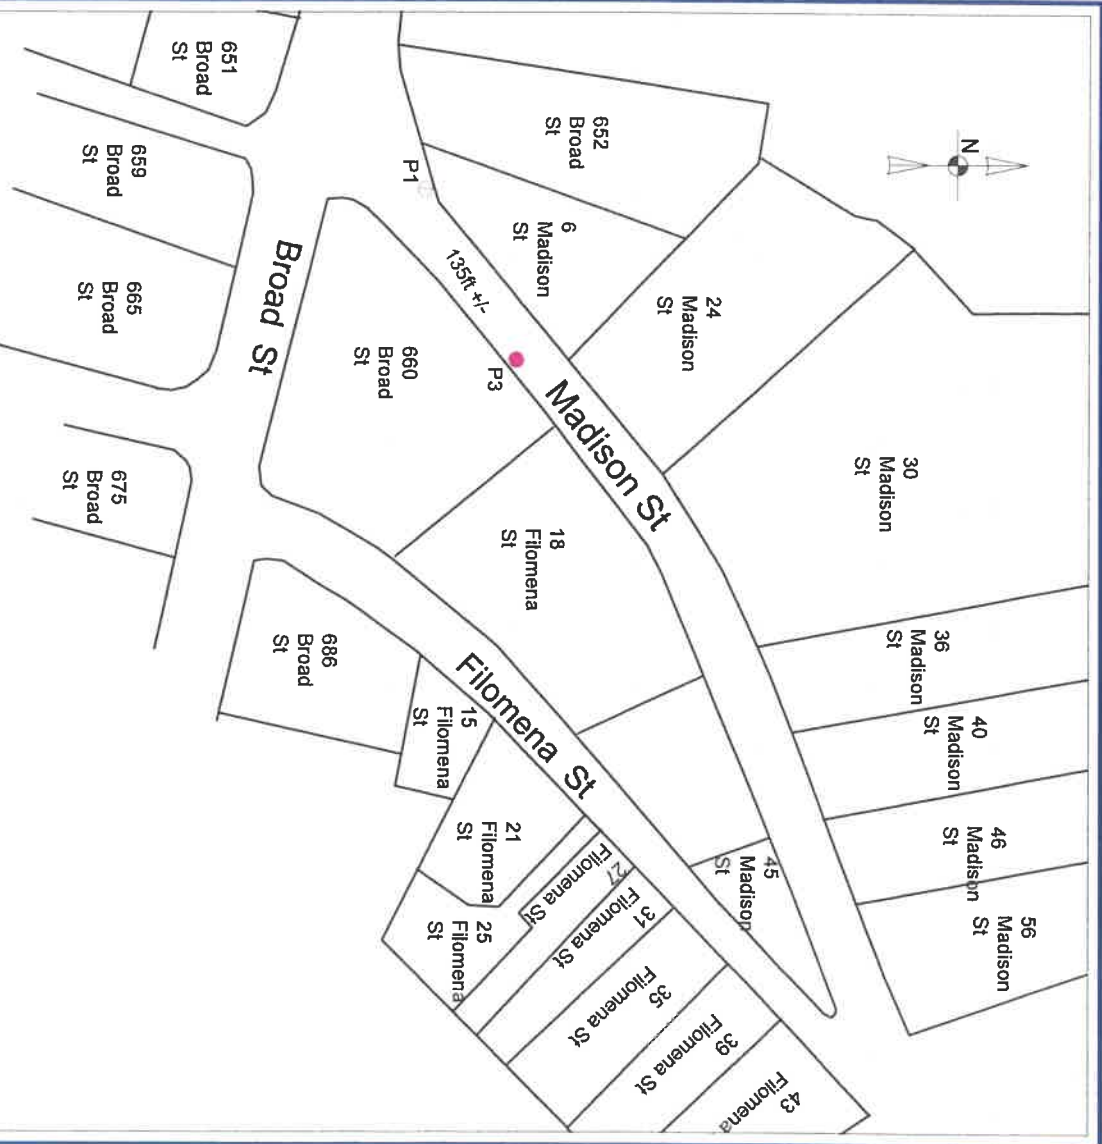 N
56
Madison
St
46
Madison
St
40
Madison
St
36
Madison
St
30
Madison
St
24
Madison
St
652
Broad
St
6
Madison
St
Madison St
P1
135ft +/-
P3
45
Madison
St
18
Filomena
St
660
Broad
St
Filomena St
Broad St
651
Broad
St
659
Broad
St
665
Broad
St
675
Broad
St
686
Broad
St
15
Filomena
St
21
Filomena
St
25
Filomena
St
27
Filomena St
31
Filomena St
35
Filomena St
39
Filomena St
43
Filomena